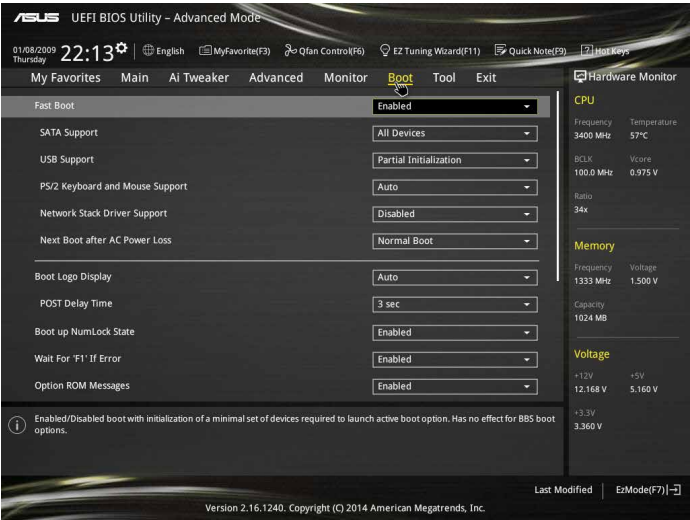 ASUS UEFI BIOS Utility – Advanced Mode
01/08/2009 Thursday 22:13 English MyFavorite(F3) Qfan Control(F6) EZ Tuning Wizard(F11) Quick Note(F9) ? Hot Keys
My Favorites Main Ai Tweaker Advanced Monitor Boot Tool Exit
Fast Boot Enabled
SATA Support All Devices
USB Support Partial Initialization
PS/2 Keyboard and Mouse Support Auto
Network Stack Driver Support Disabled
Next Boot after AC Power Loss Normal Boot
Boot Logo Display Auto
POST Delay Time 3 sec
Boot up NumLock State Enabled
Wait For 'F1' If Error Enabled
Option ROM Messages Enabled
i Enabled/Disabled boot with initialization of a minimal set of devices required to launch active boot option. Has no effect for BBS boot
options.
Hardware Monitor
CPU
Frequency Temperature
3400 MHz 57°C
BCLK Vcore
100.0 MHz 0.975 V
Ratio
34x
Memory
Frequency Voltage
1333 MHz 1.500 V
Capacity
1024 MB
Voltage
+12V +5V
12.168 V 5.160 V
+3.3V
3.360 V
Last Modified EzMode(F7)
Version 2.16.1240. Copyright (C) 2014 American Megatrends, Inc.